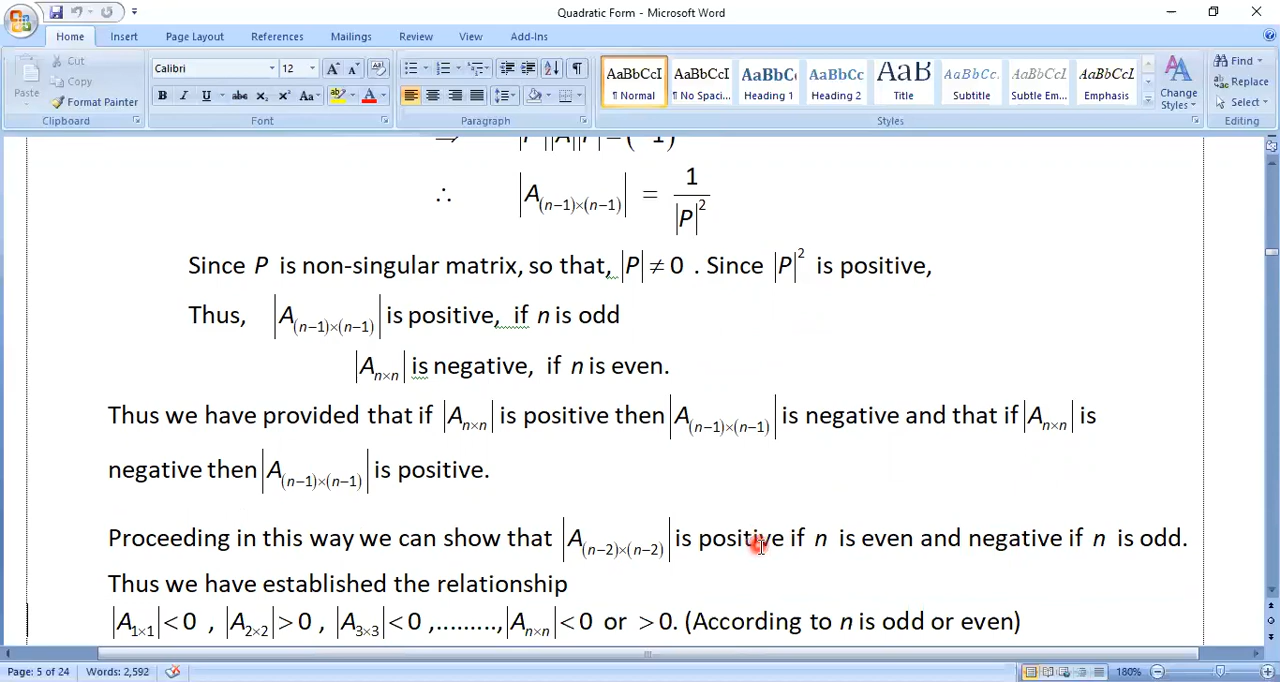 Quadratic Form - Microsoft Word
Home Insert Page Layout References Mailings Review View Add-Ins
Paste Cut Copy Format Painter
Calibri 12
AaBbCcI AaBbCcI AaBbC AaBbCc AaB AaBbCc. AaBbCcI AaBbCcI
¶ Normal ¶ No Spaci... Heading 1 Heading 2 Title Subtitle Subtle Em... Emphasis
Change Styles
Find Replace Select
Clipboard Font Paragraph Styles Editing
∴ |A(n−1)×(n−1)| = 1/|P|²
Since P is non-singular matrix, so that, |P| ≠ 0 . Since |P|² is positive,
Thus, |A(n−1)×(n−1)| is positive, if n is odd
|An×n| is negative, if n is even.
Thus we have provided that if |An×n| is positive then |A(n−1)×(n−1)| is negative and that if |An×n| is
negative then |A(n−1)×(n−1)| is positive.
Proceeding in this way we can show that |A(n−2)×(n−2)| is positive if n is even and negative if n is odd.
Thus we have established the relationship
|A1×1| < 0 , |A2×2| > 0 , |A3×3| < 0 ,.........,|An×n| < 0 or > 0. (According to n is odd or even)
Page: 5 of 24 Words: 2,592 180%